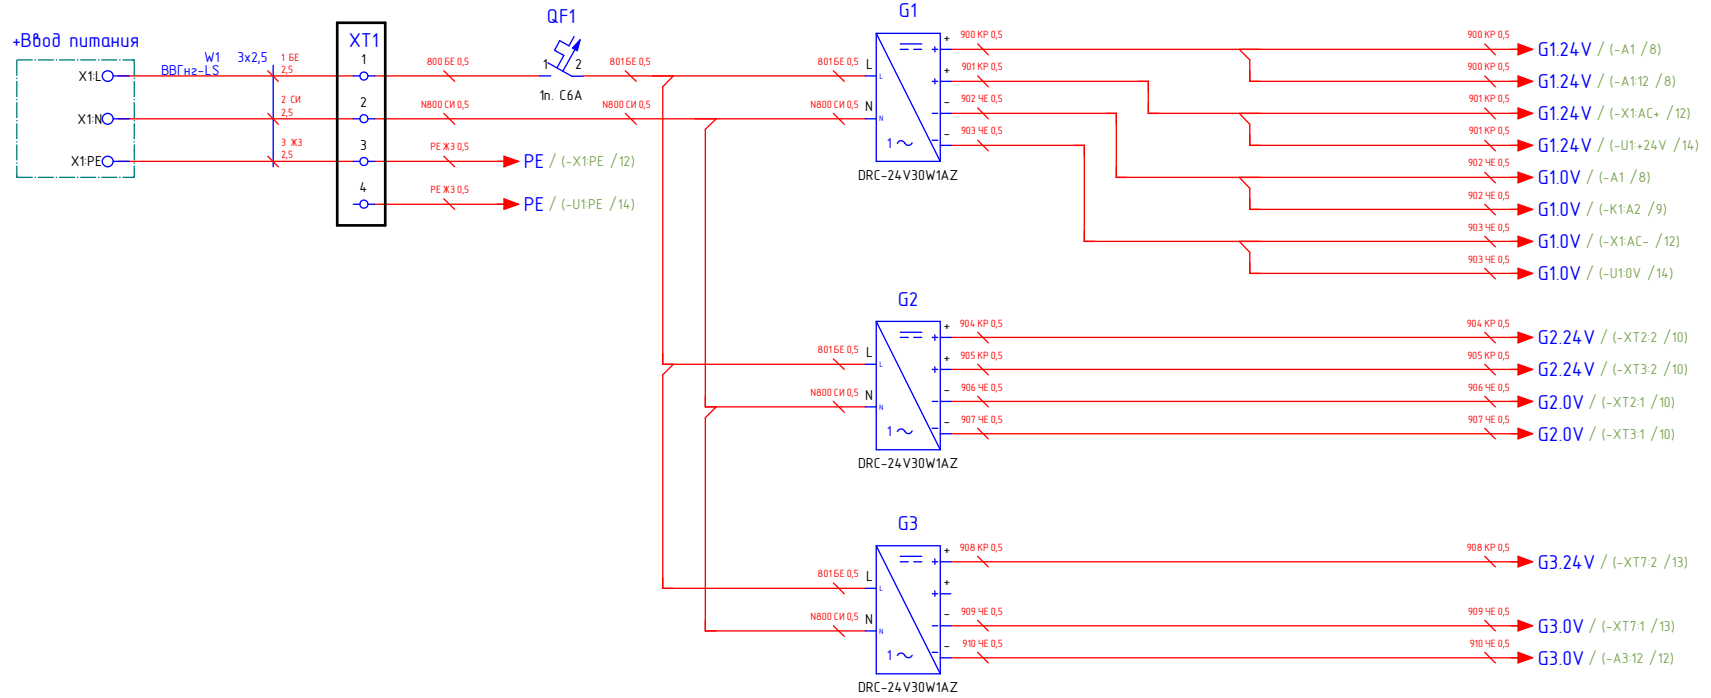 +Ввод питания
X1:L
X1:N
X1:PE
W1 3x2,5
ВВГнг-LS
1 БЕ
2,5
2 СИ
2,5
3 ЖЗ
2,5
XT1
1
2
3
4
800 БЕ 0,5
N800 СИ 0,5
PE ЖЗ 0,5
PE / (-X1:PE /12)
PE ЖЗ 0,5
PE / (-U1:PE /14)
QF1
1 2
1п. C6A
801 БЕ 0,5
N800 СИ 0,5
G1
801 БЕ 0,5 L
N800 СИ 0,5 N
L
N
+
+
+
+
-
-
-
-
1 ~
DRC-24V30W1AZ
900 КР 0,5
901 КР 0,5
902 ЧЕ 0,5
903 ЧЕ 0,5
900 КР 0,5 G1.24V / (-A1 /8)
900 КР 0,5 G1.24V / (-A1:12 /8)
901 КР 0,5 G1.24V / (-X1:AC+ /12)
901 КР 0,5 G1.24V / (-U1:+24V /14)
902 ЧЕ 0,5 G1.0V / (-A1 /8)
902 ЧЕ 0,5 G1.0V / (-K1:A2 /9)
903 ЧЕ 0,5 G1.0V / (-X1:AC- /12)
903 ЧЕ 0,5 G1.0V / (-U1:0V /14)
G2
801 БЕ 0,5 L
N800 СИ 0,5 N
L
N
+
+
+
+
-
-
-
-
1 ~
DRC-24V30W1AZ
904 КР 0,5 904 КР 0,5 G2.24V / (-XT2:2 /10)
905 КР 0,5 905 КР 0,5 G2.24V / (-XT3:2 /10)
906 ЧЕ 0,5 906 ЧЕ 0,5 G2.0V / (-XT2:1 /10)
907 ЧЕ 0,5 907 ЧЕ 0,5 G2.0V / (-XT3:1 /10)
G3
801 БЕ 0,5 L
N800 СИ 0,5 N
L
N
+
+
+
+
-
-
-
-
1 ~
DRC-24V30W1AZ
908 КР 0,5 908 КР 0,5 G3.24V / (-XT7:2 /13)
909 ЧЕ 0,5 909 ЧЕ 0,5 G3.0V / (-XT7:1 /13)
910 ЧЕ 0,5 910 ЧЕ 0,5 G3.0V / (-A3:12 /12)